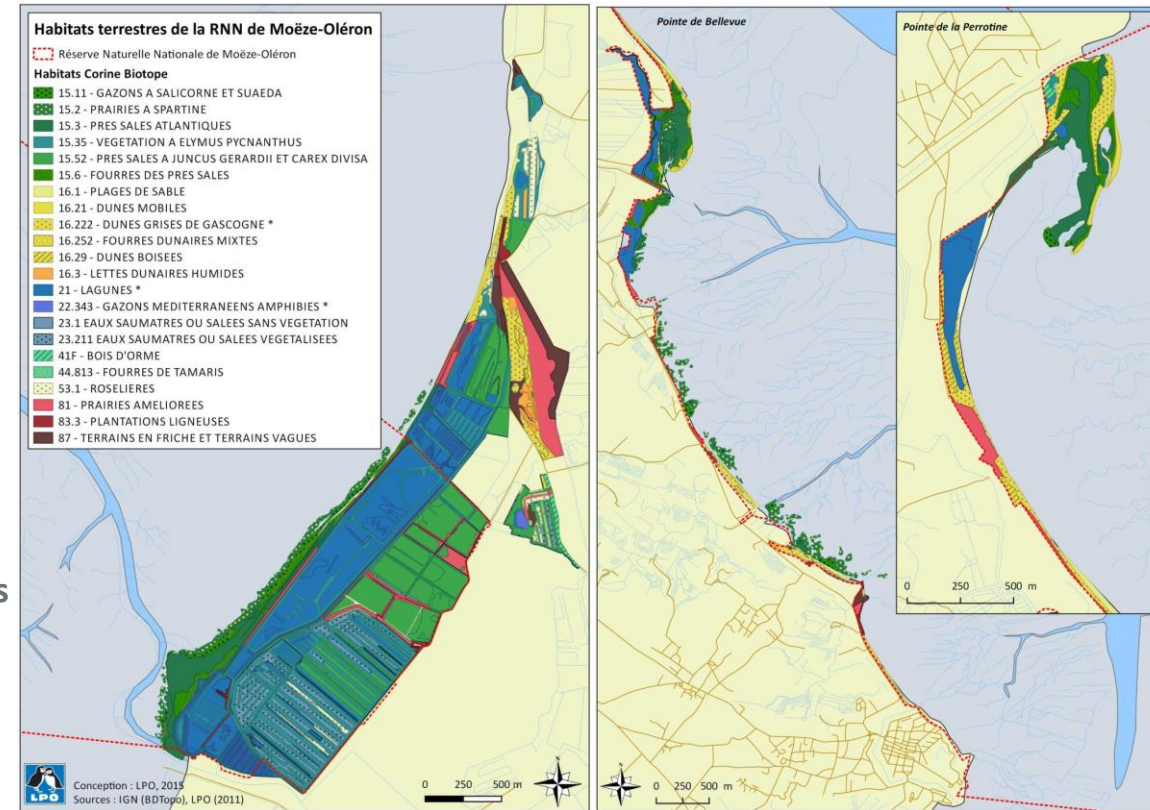 Habitats terrestres de la RNN de Moëze-Oléron
Réserve Naturelle Nationale de Moëze-Oléron
Habitats Corine Biotope
15.11 - GAZONS A SALICORNE ET SUAEDA
15.2 - PRAIRIES A SPARTINE
15.3 - PRES SALES ATLANTIQUES
15.35 - VEGETATION A ELYMUS PYCNANTHUS
15.52 - PRES SALES A JUNCUS GERARDII ET CAREX DIVISA
15.6 - FOURRES DES PRES SALES
16.1 - PLAGES DE SABLE
16.21 - DUNES MOBILES
16.222 - DUNES GRISES DE GASCOGNE *
16.252 - FOURRES DUNAIRES MIXTES
16.29 - DUNES BOISEES
16.3 - LETTES DUNAIRES HUMIDES
21 - LAGUNES *
22.343 - GAZONS MEDITERRANEENS AMPHIBIES *
23.1 EAUX SAUMATRES OU SALEES SANS VEGETATION
23.211 EAUX SAUMATRES OU SALEES VEGETALISEES
41F - BOIS D'ORME
44.813 - FOURRES DE TAMARIS
53.1 - ROSELIERES
81 - PRAIRIES AMELIOREES
83.3 - PLANTATIONS LIGNEUSES
87 - TERRAINS EN FRICHE ET TERRAINS VAGUES
s
LPO
Conception : LPO, 2015
Sources : IGN (BDTopo), LPO (2011)
0 250 500 m
Pointe de Bellevue
0 250 500 m
Pointe de la Perrotine
0 250 500 m